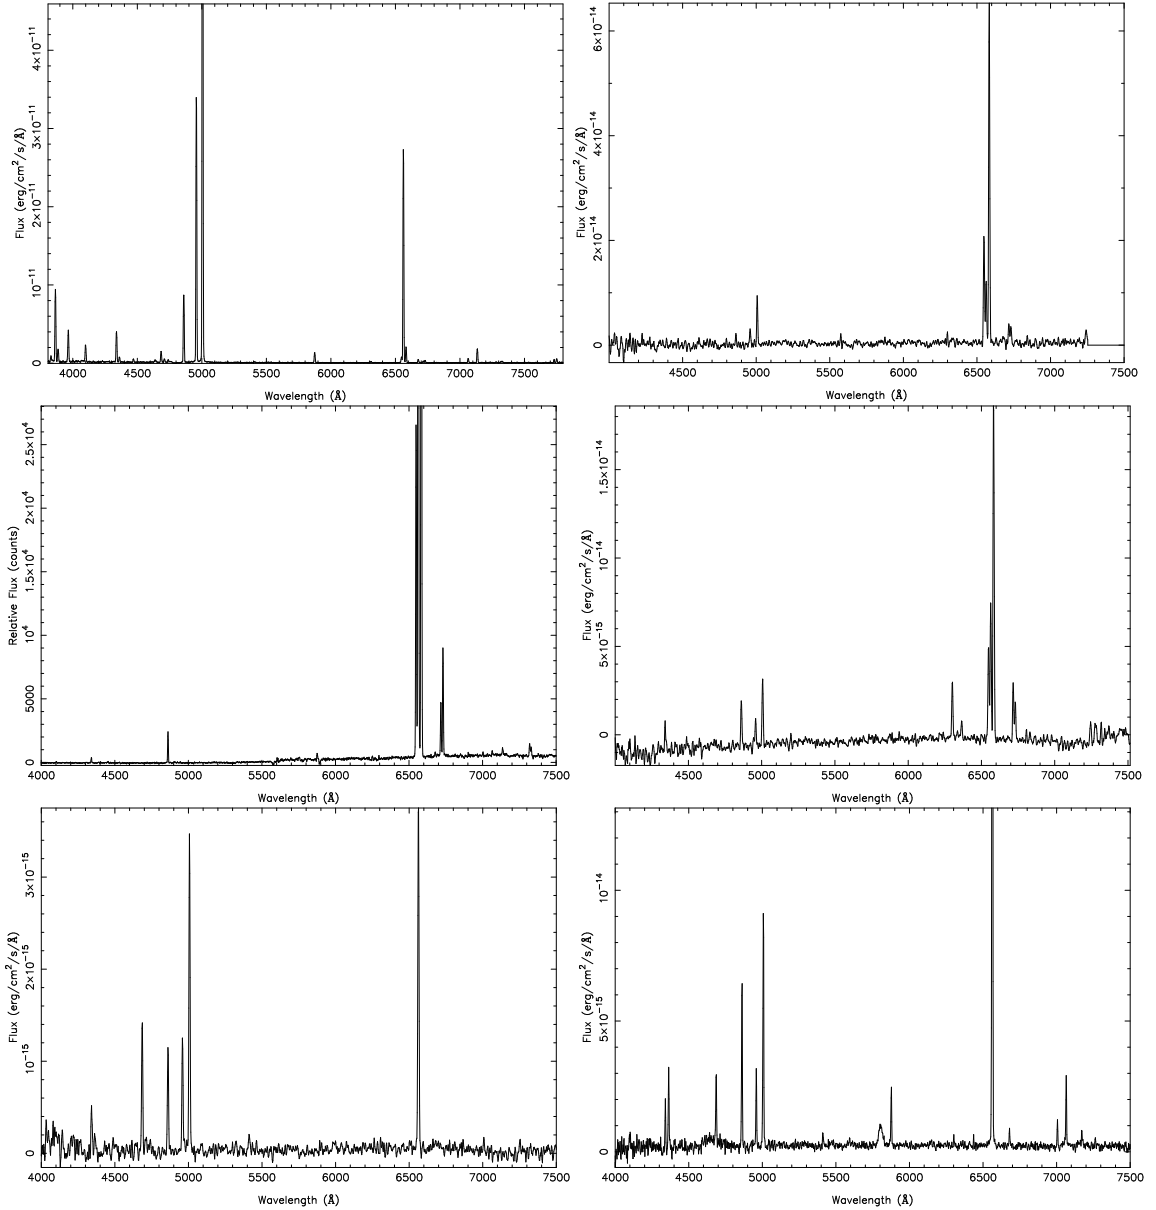 Flux (erg/cm²/s/Å)
0 10⁻¹¹ 2×10⁻¹¹ 3×10⁻¹¹ 4×10⁻¹¹
4000 4500 5000 5500 6000 6500 7000 7500
Wavelength (Å)
Flux (erg/cm²/s/Å)
0 2×10⁻¹⁴ 4×10⁻¹⁴ 6×10⁻¹⁴
4500 5000 5500 6000 6500 7000 7500
Wavelength (Å)
Relative Flux (counts)
0 5000 10⁴ 1.5×10⁴ 2×10⁴ 2.5×10⁴
4000 4500 5000 5500 6000 6500 7000 7500
Wavelength (Å)
Flux (erg/cm²/s/Å)
0 5×10⁻¹⁵ 10⁻¹⁴ 1.5×10⁻¹⁴
4500 5000 5500 6000 6500 7000 7500
Wavelength (Å)
Flux (erg/cm²/s/Å)
0 10⁻¹⁵ 2×10⁻¹⁵ 3×10⁻¹⁵
4000 4500 5000 5500 6000 6500 7000 7500
Wavelength (Å)
Flux (erg/cm²/s/Å)
0 5×10⁻¹⁵ 10⁻¹⁴
4000 4500 5000 5500 6000 6500 7000 7500
Wavelength (Å)